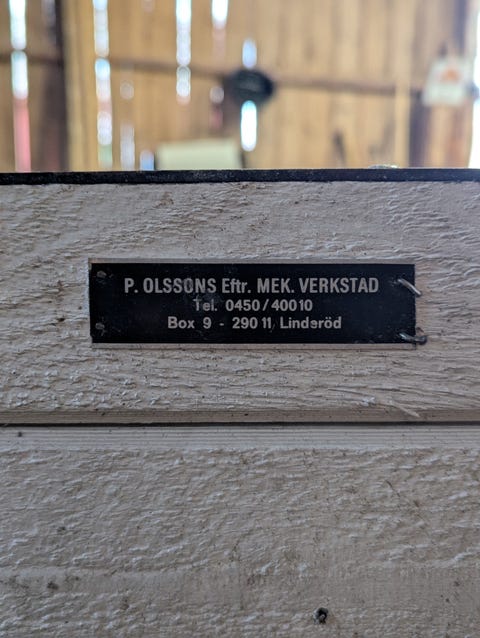 P. OLSSONS Eftr. MEK. VERKSTAD
Tel. 0450/40010
Box 9 - 290 11 Linderöd